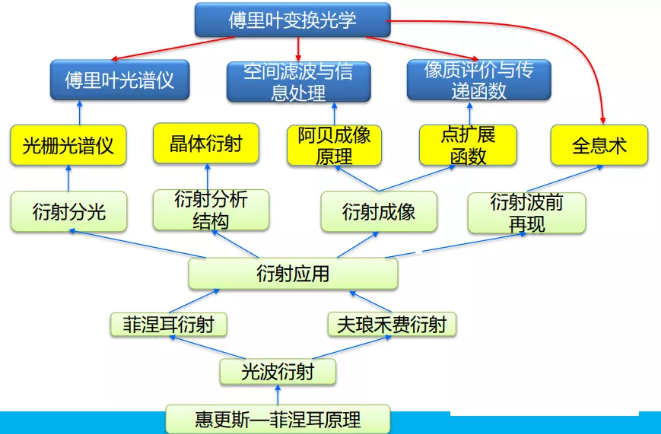 傅里叶变换光学
傅里叶光谱仪
空间滤波与信
息处理
像质评价与传
递函数
光栅光谱仪
晶体衍射
阿贝成像
原理
点扩展
函数
全息术
衍射分光
衍射分析
结构
衍射成像
衍射波前
再现
衍射应用
菲涅耳衍射
夫琅禾费衍射
光波衍射
惠更斯—菲涅耳原理